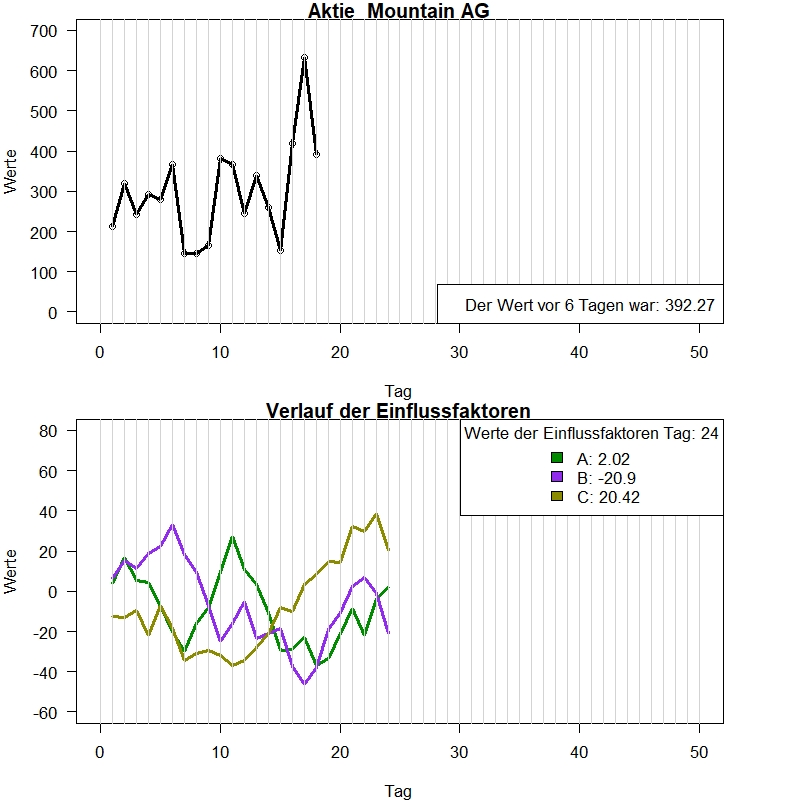 Aktie  Mountain AG
Werte
700
600
500
400
300
200
100
0
Der Wert vor 6 Tagen war: 392.27
0 10 20 30 40 50
Tag
Verlauf der Einflussfaktoren
Werte
80
60
40
20
0
-20
-40
-60
Werte der Einflussfaktoren Tag: 24
A: 2.02
B: -20.9
C: 20.42
0 10 20 30 40 50
Tag